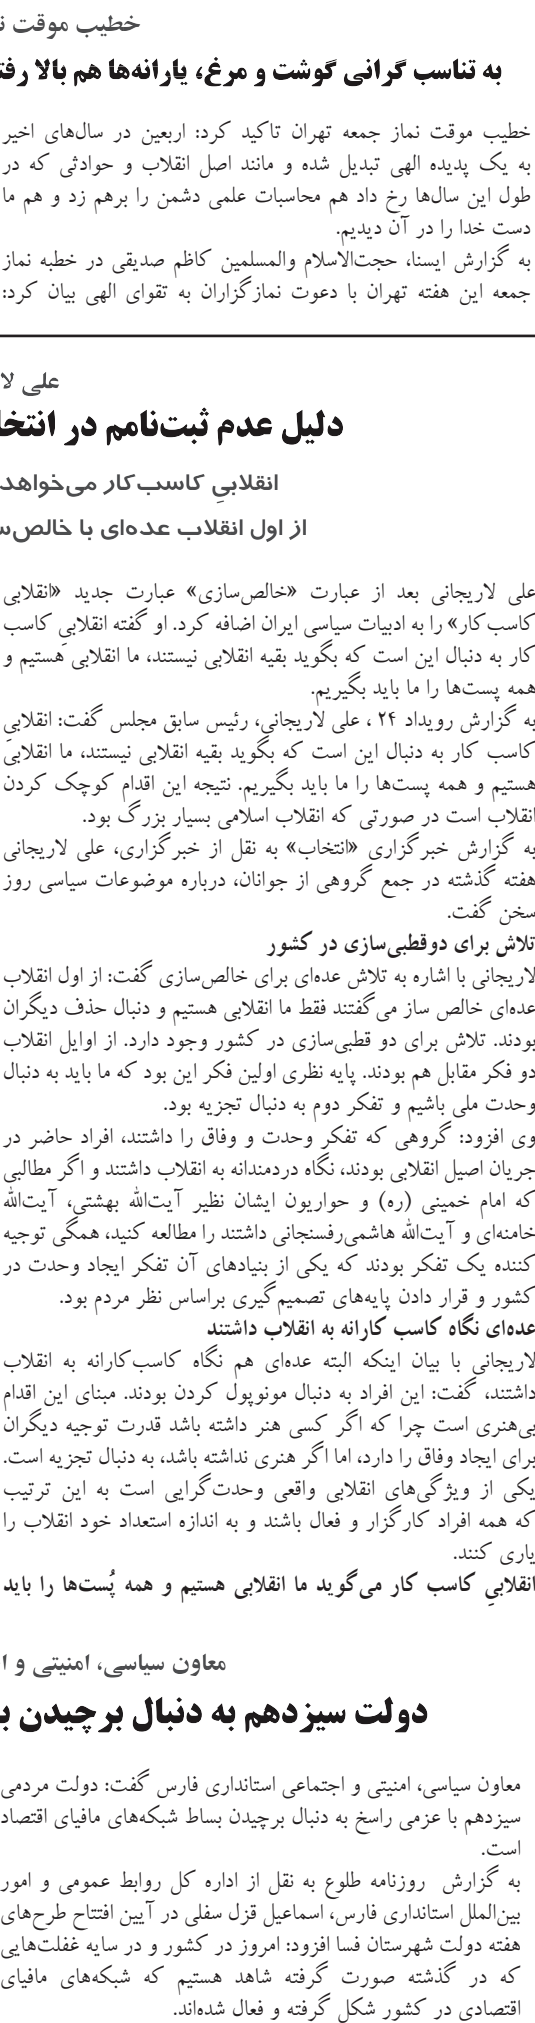 خطیب موقت
به تناسب گرانی گوشت و مرغ، یارانه‌ها هم بالا
خطیب موقت نماز جمعه تهران تاکید کرد: اربعین در سال‌های اخیر
به یک پدیده الهی تبدیل شده و مانند اصل انقلاب و حوادثی که در
طول این سال‌ها رخ داد هم محاسبات علمی دشمن را برهم زد و هم ما
دست خدا را در آن دیدیم.
به گزارش ایسنا، حجت‌الاسلام والمسلمین کاظم صدیقی در خطبه نماز
جمعه این هفته تهران با دعوت نمازگزاران به تقوای الهی بیان کرد:
علی
دلیل عدم ثبت‌نامم در
انقلابیِ کاسب‌کار می‌خواهد
از اول انقلاب عده‌ای با
علی لاریجانی بعد از عبارت «خالص‌سازی» عبارت جدید «انقلابی
کاسب‌کار» را به ادبیات سیاسی ایران اضافه کرد. او گفته انقلابیِ کاسب
کار به دنبال این است که بگوید بقیه انقلابی نیستند، ما انقلابی هستیم و
همه پست‌ها را ما باید بگیریم.
به گزارش رویداد ۲۴ ، علی لاریجانی، رئیس سابق مجلس گفت: انقلابیِ
کاسب کار به دنبال این است که بگوید بقیه انقلابی نیستند، ما انقلابی
هستیم و همه پست‌ها را ما باید بگیریم. نتیجه این اقدام کوچک کردن
انقلاب است در صورتی که انقلاب اسلامی بسیار بزرگ بود.
به گزارش خبرگزاری «انتخاب» به نقل از خبرگزاری، علی لاریجانی
هفته گذشته در جمع گروهی از جوانان، درباره موضوعات سیاسی روز
سخن گفت.
تلاش برای دوقطبی‌سازی در کشور
لاریجانی با اشاره به تلاش عده‌ای برای خالص‌سازی گفت: از اول انقلاب
عده‌ای خالص ساز می‌گفتند فقط ما انقلابی هستیم و دنبال حذف دیگران
بودند. تلاش برای دو قطبی‌سازی در کشور وجود دارد. از اوایل انقلاب
دو فکر مقابل هم بودند. پایه نظری اولین فکر این بود که ما باید به دنبال
وحدت ملی باشیم و تفکر دوم به دنبال تجزیه بود.
وی افزود: گروهی که تفکر وحدت و وفاق را داشتند، افراد حاضر در
جریان اصیل انقلابی بودند، نگاه دردمندانه به انقلاب داشتند و اگر مطالبی
که امام خمینی (ره) و حواریون ایشان نظیر آیت‌الله بهشتی، آیت‌الله
خامنه‌ای و آیت‌الله هاشمی‌رفسنجانی داشتند را مطالعه کنید، همگی توجیه
کننده یک تفکر بودند که یکی از بنیادهای آن تفکر ایجاد وحدت در
کشور و قرار دادن پایه‌های تصمیم‌گیری براساس نظر مردم بود.
عده‌ای نگاه کاسب کارانه به انقلاب داشتند
لاریجانی با بیان اینکه البته عده‌ای هم نگاه کاسب‌کارانه به انقلاب
داشتند، گفت: این افراد به دنبال مونوپول کردن بودند. مبنای این اقدام
بی‌هنری است چرا که اگر کسی هنر داشته باشد قدرت توجیه دیگران
برای ایجاد وفاق را دارد، اما اگر هنری نداشته باشد، به دنبال تجزیه است.
یکی از ویژگی‌های انقلابی واقعی وحدت‌گرایی است به این ترتیب
که همه افراد کارگزار و فعال باشند و به اندازه استعداد خود انقلاب را
یاری کنند.
انقلابیِ کاسب کار می‌گوید ما انقلابی هستیم و همه پُست‌ها را باید
معاون سیاسی، امنیتی و
دولت سیزدهم به دنبال برچیدن
معاون سیاسی، امنیتی و اجتماعی استانداری فارس گفت: دولت مردمی
سیزدهم با عزمی راسخ به دنبال برچیدن بساط شبکه‌های مافیای اقتصاد
است.
به گزارش روزنامه طلوع به نقل از اداره کل روابط عمومی و امور
بین‌الملل استانداری فارس، اسماعیل قزل سفلی در آیین افتتاح طرح‌های
هفته دولت شهرستان فسا افزود: امروز در کشور و در سایه غفلت‌هایی
که در گذشته صورت گرفته شاهد هستیم که شبکه‌های مافیای
اقتصادی در کشور شکل گرفته و فعال شده‌اند.